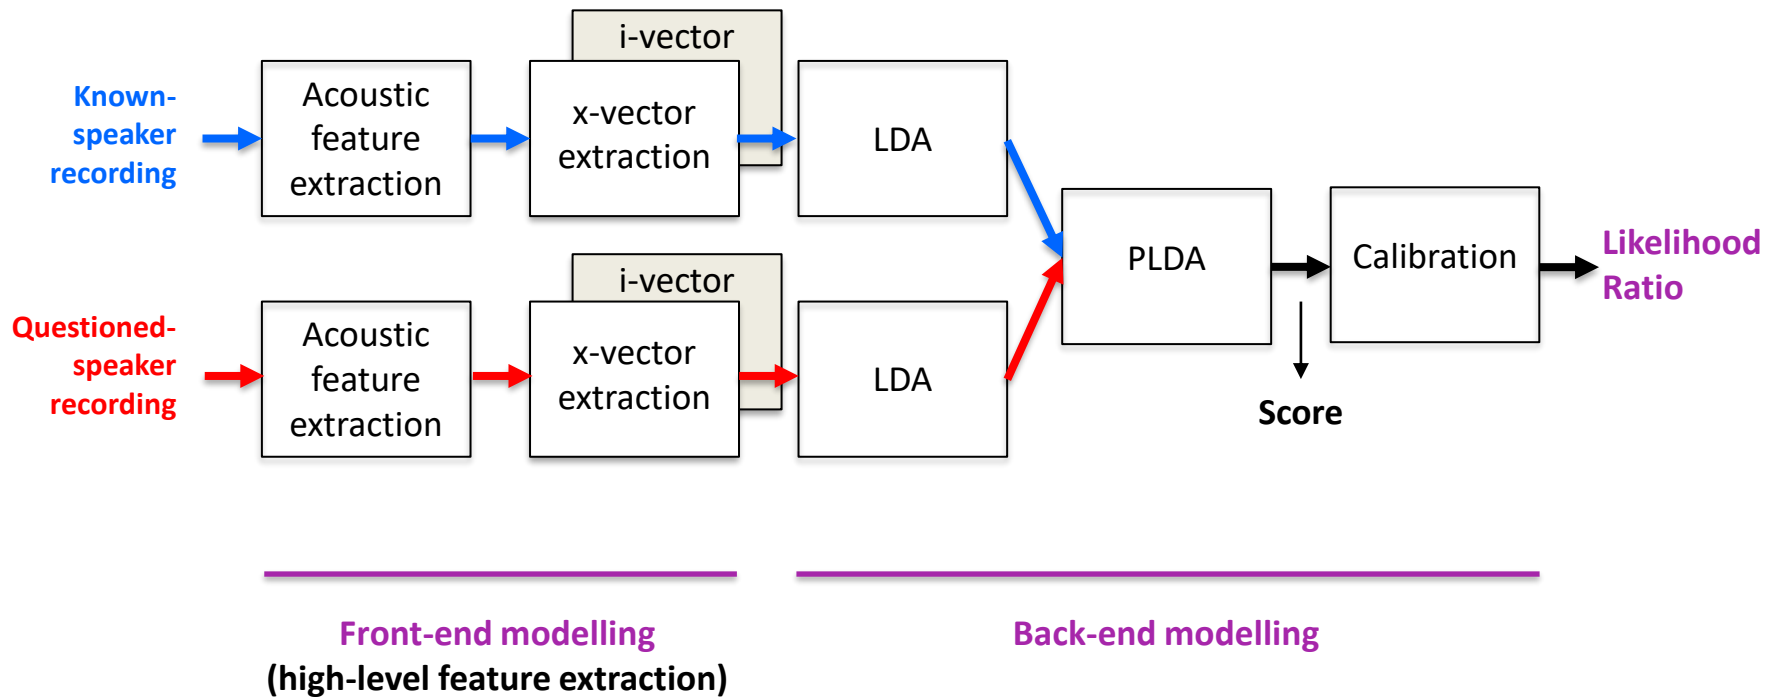 i-vector
Known-
speaker
recording
Acoustic
feature
extraction
x-vector
extraction
LDA
i-vector
Questioned-
speaker
recording
Acoustic
feature
extraction
x-vector
extraction
LDA
PLDA
Score
Calibration
Likelihood
Ratio
Front-end modelling
(high-level feature extraction)
Back-end modelling